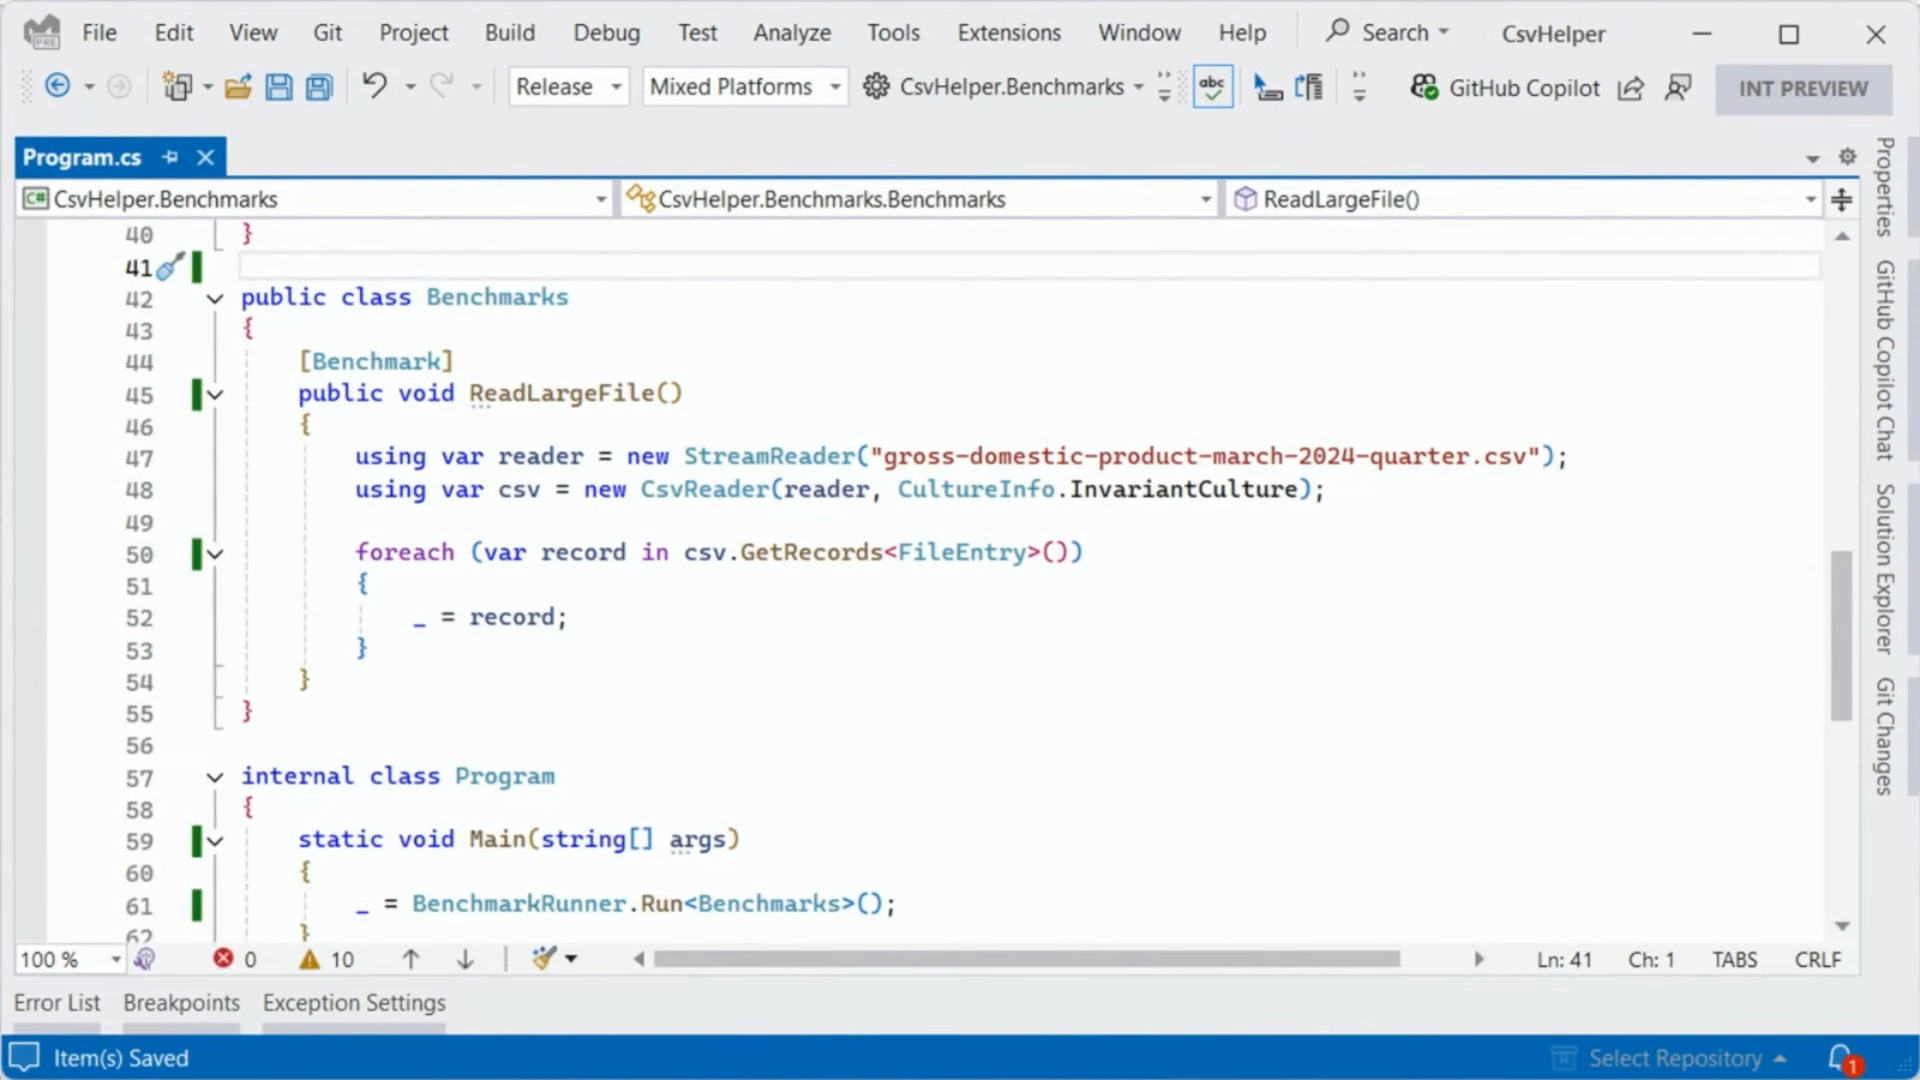 PRE File Edit View Git Project Build Debug Test Analyze Tools Extensions Window Help Search CsvHelper
Release Mixed Platforms CsvHelper.Benchmarks abc GitHub Copilot INT PREVIEW
Program.cs
C# CsvHelper.Benchmarks CsvHelper.Benchmarks.Benchmarks ReadLargeFile()
40 }
41
42 public class Benchmarks
43 {
44 [Benchmark]
45 public void ReadLargeFile()
46 {
47 using var reader = new StreamReader("gross-domestic-product-march-2024-quarter.csv");
48 using var csv = new CsvReader(reader, CultureInfo.InvariantCulture);
49
50 foreach (var record in csv.GetRecords<FileEntry>())
51 {
52 _ = record;
53 }
54 }
55 }
56
57 internal class Program
58 {
59 static void Main(string[] args)
60 {
61 _ = BenchmarkRunner.Run<Benchmarks>();
62 }
100 % 0 10 Ln: 41 Ch: 1 TABS CRLF
Error List Breakpoints Exception Settings
Item(s) Saved Select Repository 1
Properties
GitHub Copilot Chat
Solution Explorer
Git Changes